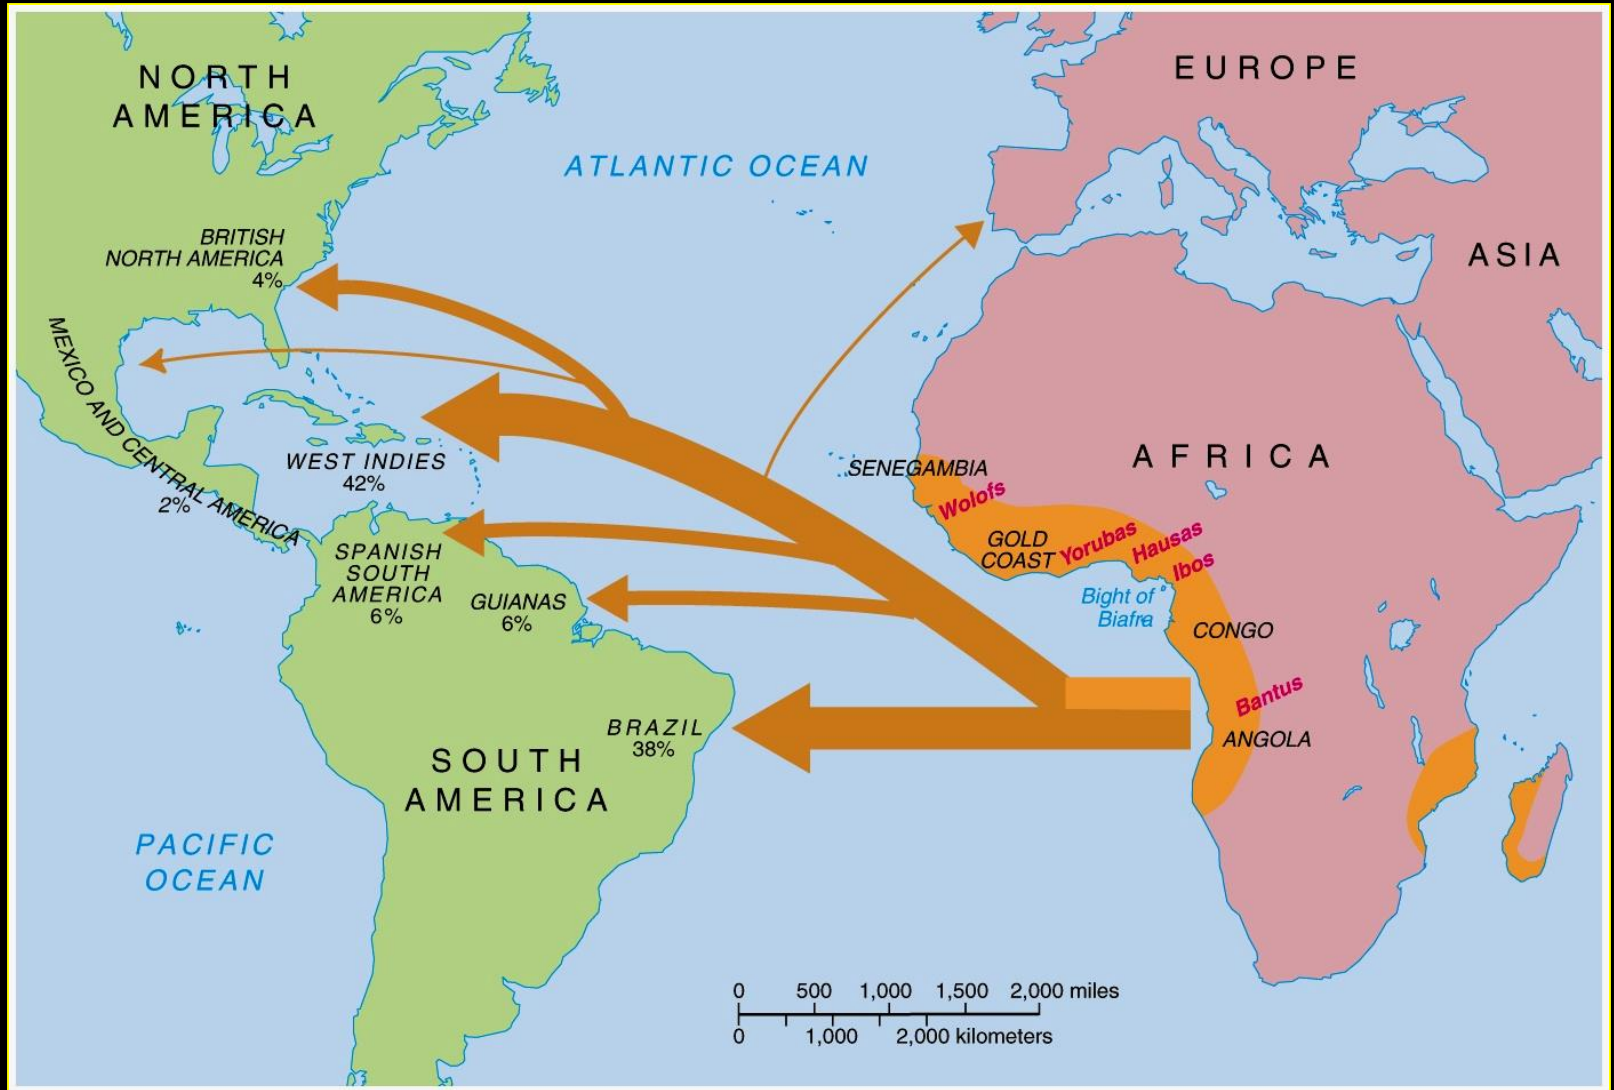 NORTH
AMERICA
EUROPE
ATLANTIC OCEAN
ASIA
BRITISH
NORTH AMERICA
4%
MEXICO AND CENTRAL AMERICA
2%
WEST INDIES
42%
SENEGAMBIA
AFRICA
Wolofs
GOLD
COAST
Yorubas
Hausas
Ibos
Bight of
Biafra
SPANISH
SOUTH
AMERICA
6%
GUIANAS
6%
CONGO
Bantus
ANGOLA
BRAZIL
38%
SOUTH
AMERICA
PACIFIC
OCEAN
0 500 1,000 1,500 2,000 miles
0 1,000 2,000 kilometers